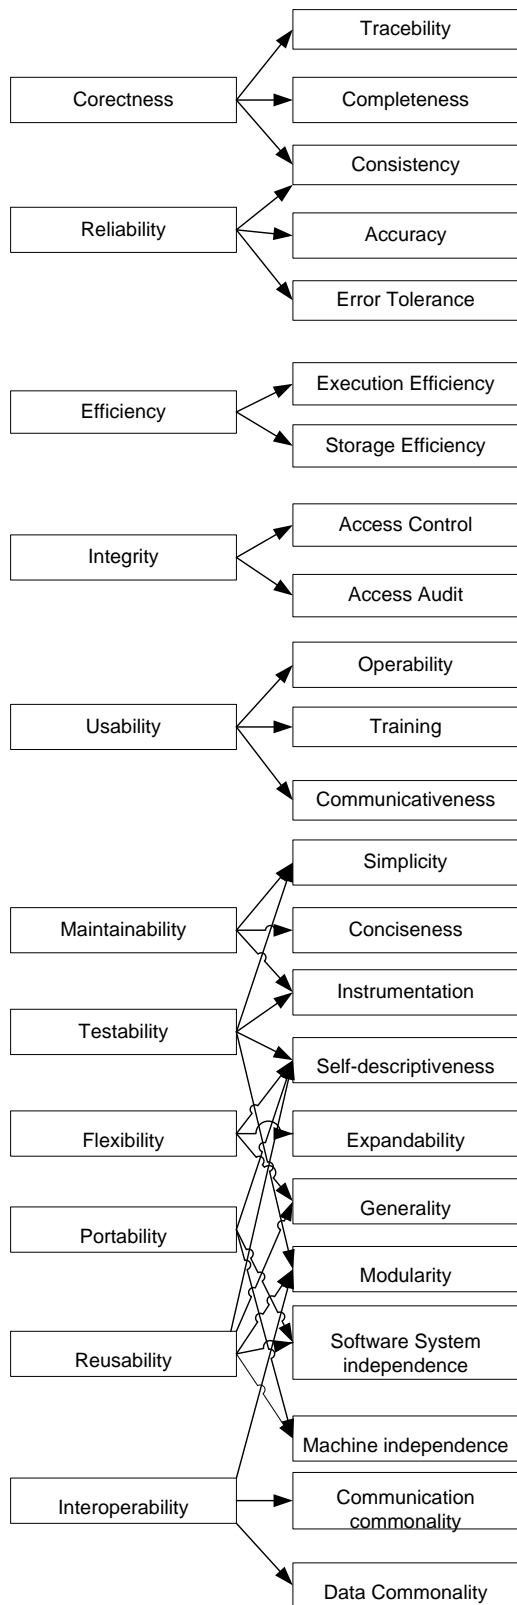 Tracebility
Corectness
Completeness
Consistency
Reliability
Accuracy
Error Tolerance
Execution Efficiency
Efficiency
Storage Efficiency
Access Control
Integrity
Access Audit
Operability
Usability
Training
Communicativeness
Simplicity
Maintainability
Conciseness
Instrumentation
Testability
Self-descriptiveness
Flexibility
Expandability
Generality
Portability
Modularity
Reusability
Software System
independence
Machine independence
Interoperability
Communication
commonality
Data Commonality